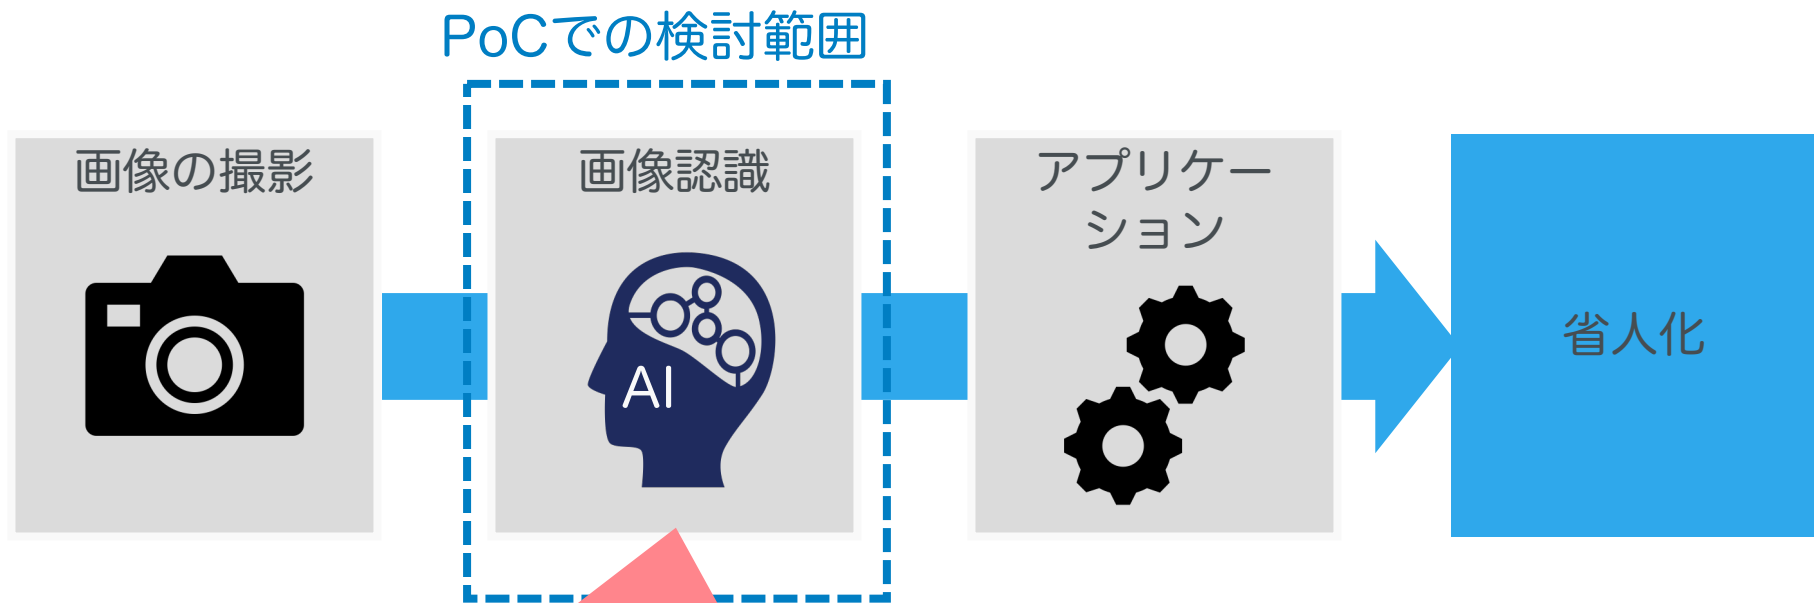 PoCでの検討範囲
画像の撮影
画像認識
AI
アプリケー
ション
省人化